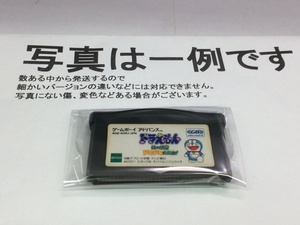 写真は一例です
数ある中から発送するので
細かいバージョンの違いなどには対応できません。
写真にない傷、変色などある場合がございます。
ゲームボーイアドバンス
ドラえもん